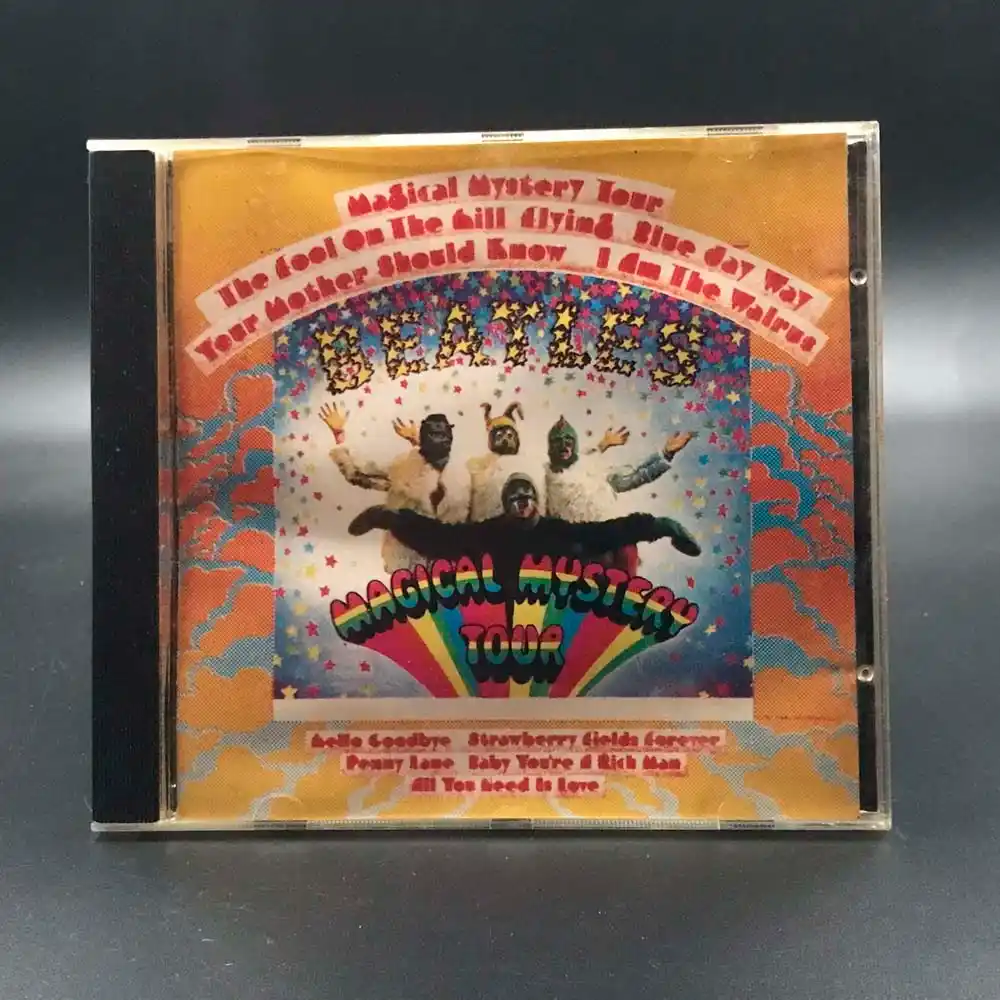 Magical Mystery Tour
The Fool On The Hill Flying Blue Jay Way
Your Mother Should Know I Am The Walrus
BEATLES
MAGICAL MYSTERY
TOUR
Hello Goodbye Strawberry Fields Forever
Penny Lane Baby You're A Rich Man
All You Need Is Love